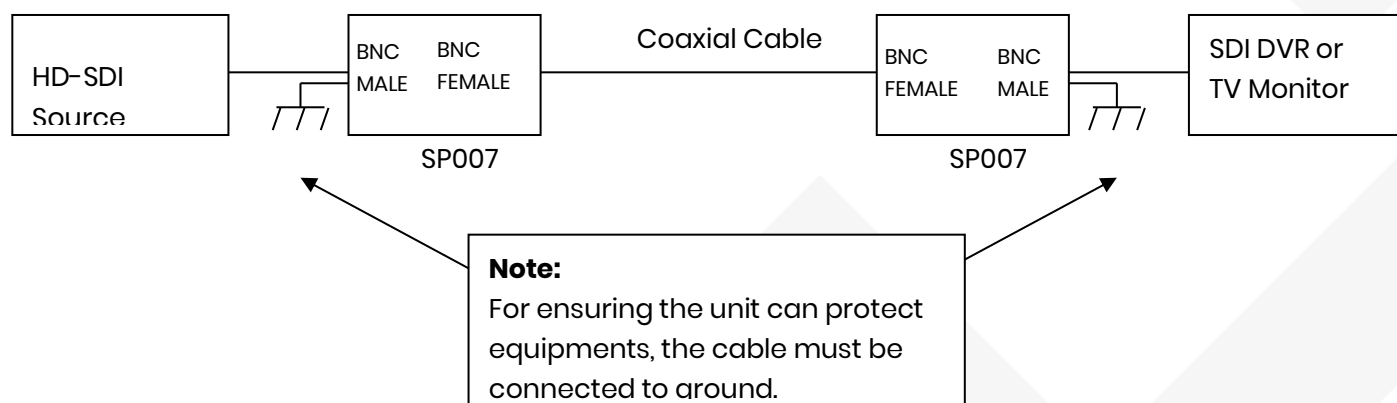 HD-SDI
Source
BNC BNC
MALE FEMALE
SP007
Coaxial Cable
BNC BNC
FEMALE MALE
SP007
SDI DVR or
TV Monitor
Note:
For ensuring the unit can protect
equipments, the cable must be
connected to ground.